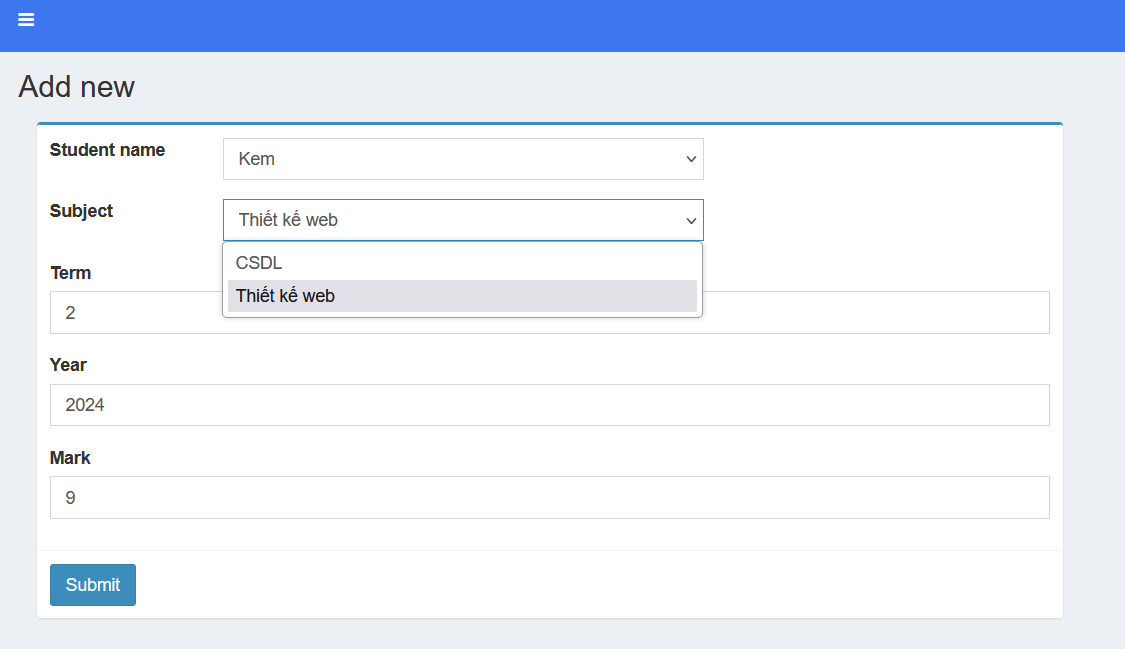 Add new
Student name
Kem
Subject
Thiết kế web
CSDL
Thiết kế web
Term
2
Year
2024
Mark
9
Submit